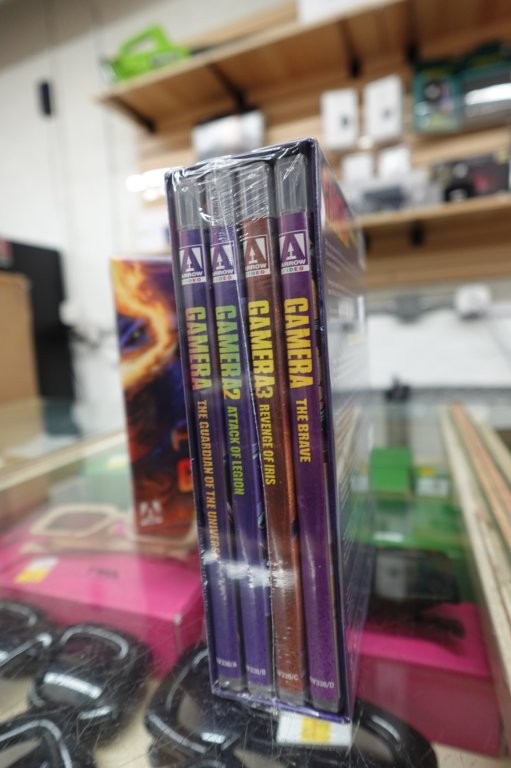 ARROW
VIDEO
GAMERA
THE GUARDIAN OF THE UNIVERSE
ARROW
VIDEO
GAMERA2
ATTACK OF LEGION
ARROW
VIDEO
GAMERA3
REVENGE OF IRIS
ARROW
VIDEO
GAMERA
THE BRAVE